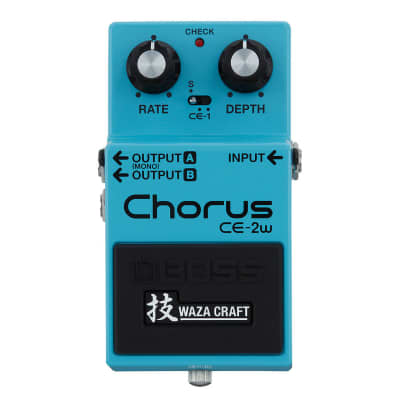 CHECK
S
CE-1
RATE
DEPTH
OUTPUT A
(MONO)
OUTPUT B
INPUT
Chorus
CE-2w
BOSS
技 WAZA CRAFT